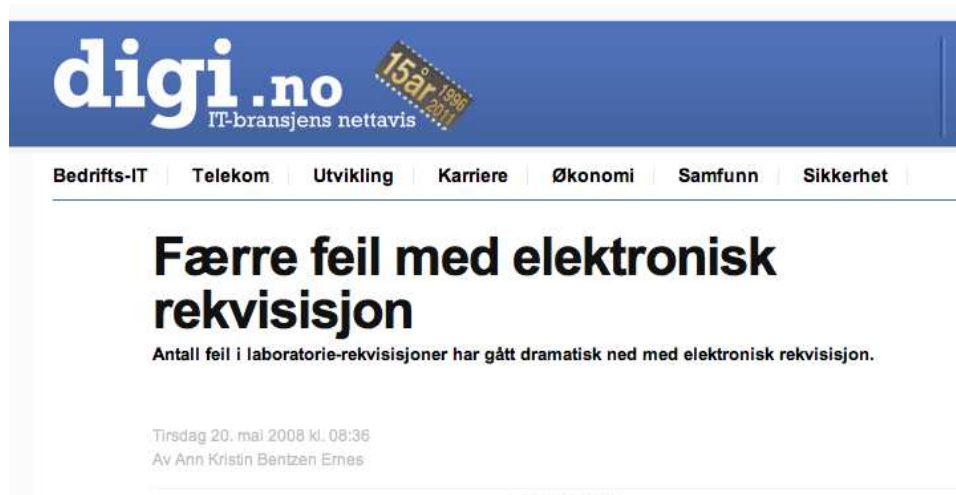 digi.no
IT-bransjens nettavis
15år 1996
2011
Bedrifts-IT Telekom Utvikling Karriere Økonomi Samfunn Sikkerhet
Færre feil med elektronisk
rekvisisjon
Antall feil i laboratorie-rekvisisjoner har gått dramatisk ned med elektronisk rekvisisjon.
Tirsdag 20. mai 2008 kl. 08:36
Av Ann Kristin Bentzen Ernes